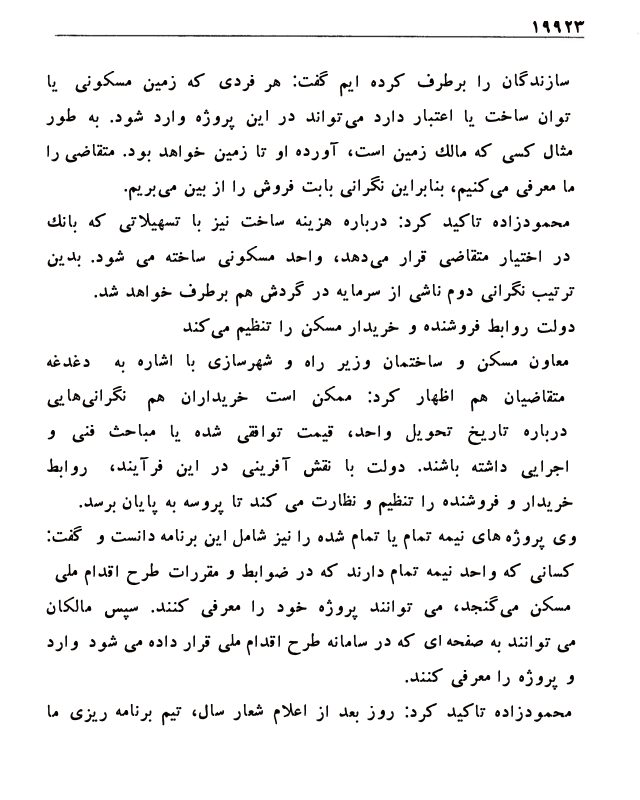 ۱۹۹۲۳
سازندگان را برطرف کرده ایم گفت: هر فردی که زمین مسکونی یا
توان ساخت یا اعتبار دارد می‌تواند در این پروژه وارد شود. به طور
مثال کسی که مالك زمین است، آورده او تا زمین خواهد بود. متقاضی را
ما معرفی می‌کنیم، بنابراین نگرانی بابت فروش را از بین می‌بریم.
محمودزاده تاکید کرد: درباره هزینه ساخت نیز با تسهیلاتی که بانك
در اختیار متقاضی قرار می‌دهد، واحد مسکونی ساخته می شود. بدین
ترتیب نگرانی دوم ناشی از سرمایه در گردش هم برطرف خواهد شد.
دولت روابط فروشنده و خریدار مسکن را تنظیم می‌کند
معاون مسکن و ساختمان وزیر راه و شهرسازی با اشاره به دغدغه
متقاضیان هم اظهار کرد: ممکن است خریداران هم نگرانی‌هایی
درباره تاریخ تحویل واحد، قیمت توافقی شده یا مباحث فنی و
اجرایی داشته باشند. دولت با نقش آفرینی در این فرآیند، روابط
خریدار و فروشنده را تنظیم و نظارت می کند تا پروسه به پایان برسد.
وی پروژه های نیمه تمام یا تمام شده را نیز شامل این برنامه دانست و گفت:
کسانی که واحد نیمه تمام دارند که در ضوابط و مقررات طرح اقدام ملی
مسکن می‌گنجد، می توانند پروژه خود را معرفی کنند. سپس مالکان
می توانند به صفحه ای که در سامانه طرح اقدام ملی قرار داده می شود وارد
و پروژه را معرفی کنند.
محمودزاده تاکید کرد: روز بعد از اعلام شعار سال، تیم برنامه ریزی ما